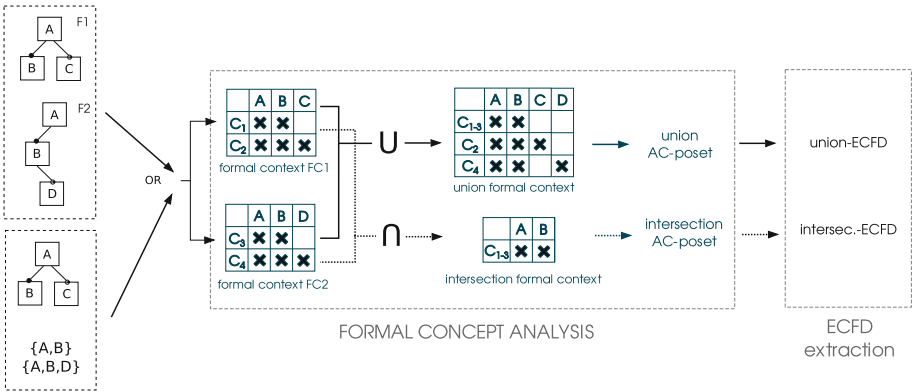 F1
A
B C
F2
A
B
D
A
B C
{A,B}
{A,B,D}
OR
A B C
C1
C2
formal context FC1
A B D
C3
C4
formal context FC2
∪
∩
A B C D
C1-3
C2
C4
union formal context
A B
C1-3
intersection formal context
union
AC-poset
intersection
AC-poset
FORMAL CONCEPT ANALYSIS
union-ECFD
intersec.-ECFD
ECFD
extraction